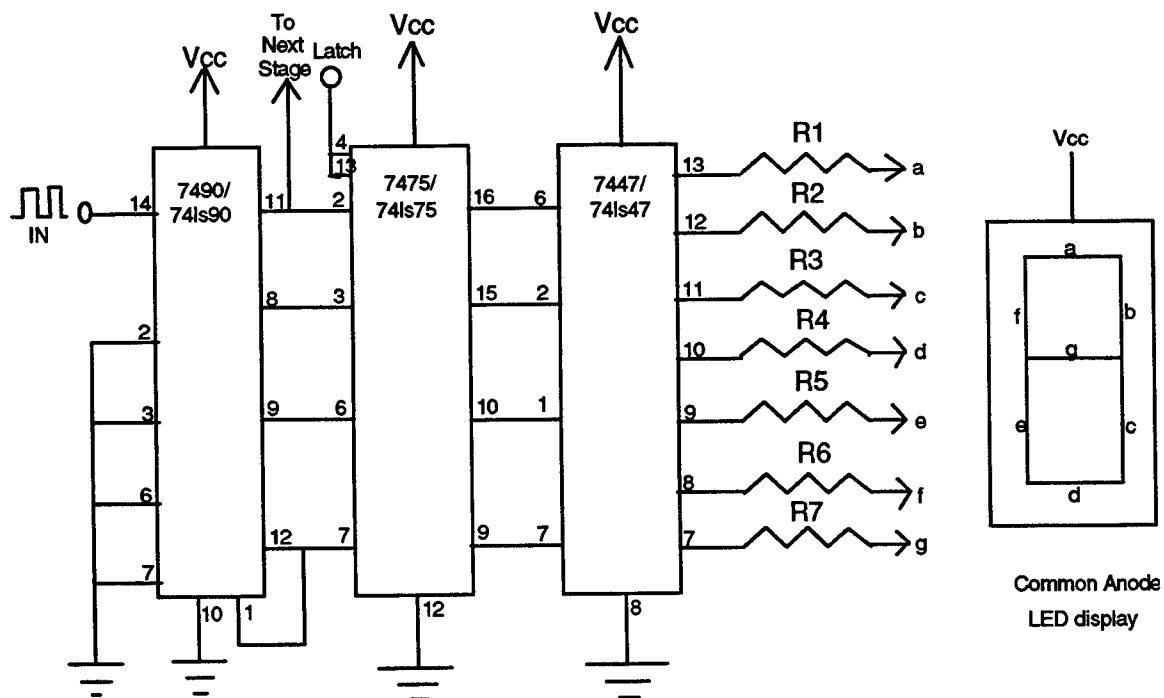 Vcc
To
Next
Stage
Latch
Vcc
Vcc
IN
14
2
3
6
7
7490/
74ls90
11
8
9
12
10
1
4
13
2
3
6
7
7475/
74ls75
16
15
10
9
12
6
2
1
7
7447/
74ls47
13
12
11
10
9
8
7
8
R1
a
R2
b
R3
c
R4
d
R5
e
R6
f
R7
g
Vcc
a
f
b
g
e
c
d
Common Anode
LED display